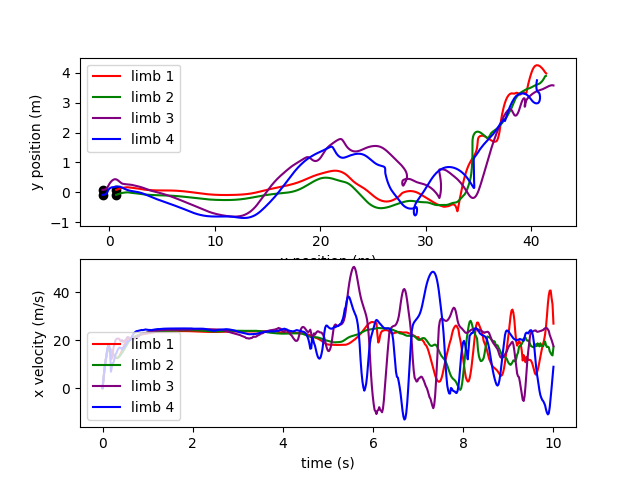 limb 1
limb 2
limb 3
limb 4
y position (m)
4
3
2
1
0
−1
0
10
20
30
40
x position (m)
x velocity (m/s)
40
20
0
limb 1
limb 2
limb 3
limb 4
0
2
4
6
8
10
time (s)